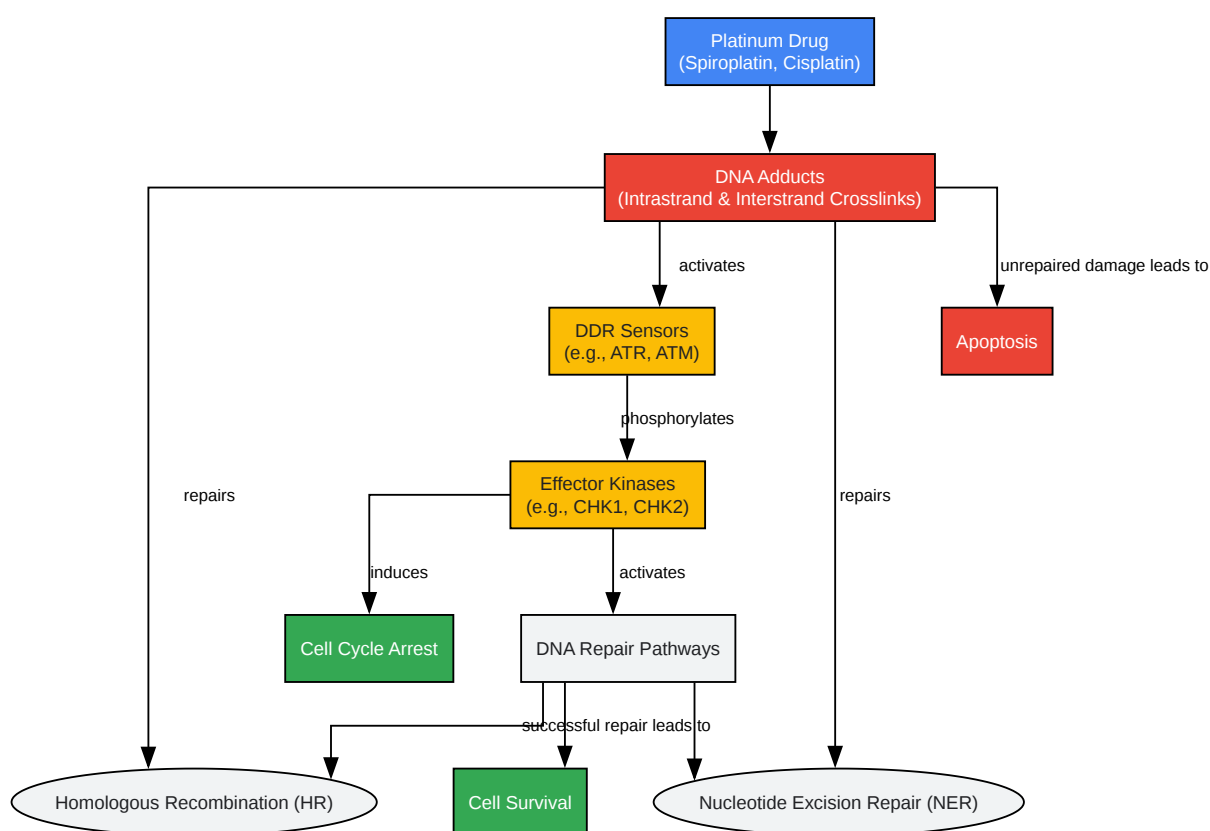 Platinum Drug
(Spiroplatin, Cisplatin)
DNA Adducts
(Intrastrand & Interstrand Crosslinks)
activates
unrepaired damage leads to
DDR Sensors
(e.g., ATR, ATM)
Apoptosis
phosphorylates
Effector Kinases
(e.g., CHK1, CHK2)
repairs
repairs
induces
activates
Cell Cycle Arrest
DNA Repair Pathways
successful repair leads to
Homologous Recombination (HR)
Cell Survival
Nucleotide Excision Repair (NER)